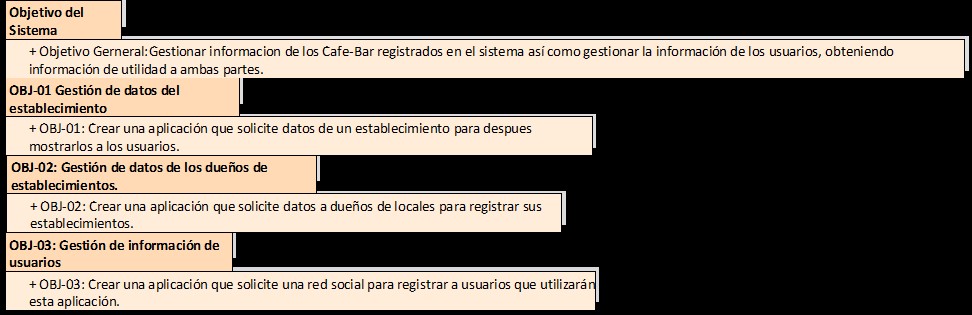 Objetivo del
Sistema
+ Objetivo Gerneral:Gestionar informacion de los Cafe-Bar registrados en el sistema así como gestionar la información de los usuarios, obteniendo
información de utilidad a ambas partes.
OBJ-01 Gestión de datos del
establecimiento
+ OBJ-01: Crear una aplicación que solicite datos de un establecimiento para despues
mostrarlos a los usuarios.
OBJ-02: Gestión de datos de los dueños de
establecimientos.
+ OBJ-02: Crear una aplicación que solicite datos a dueños de locales para registrar sus
establecimientos.
OBJ-03: Gestión de información de
usuarios
+ OBJ-03: Crear una aplicación que solicite una red social para registrar a usuarios que utilizarán
esta aplicación.